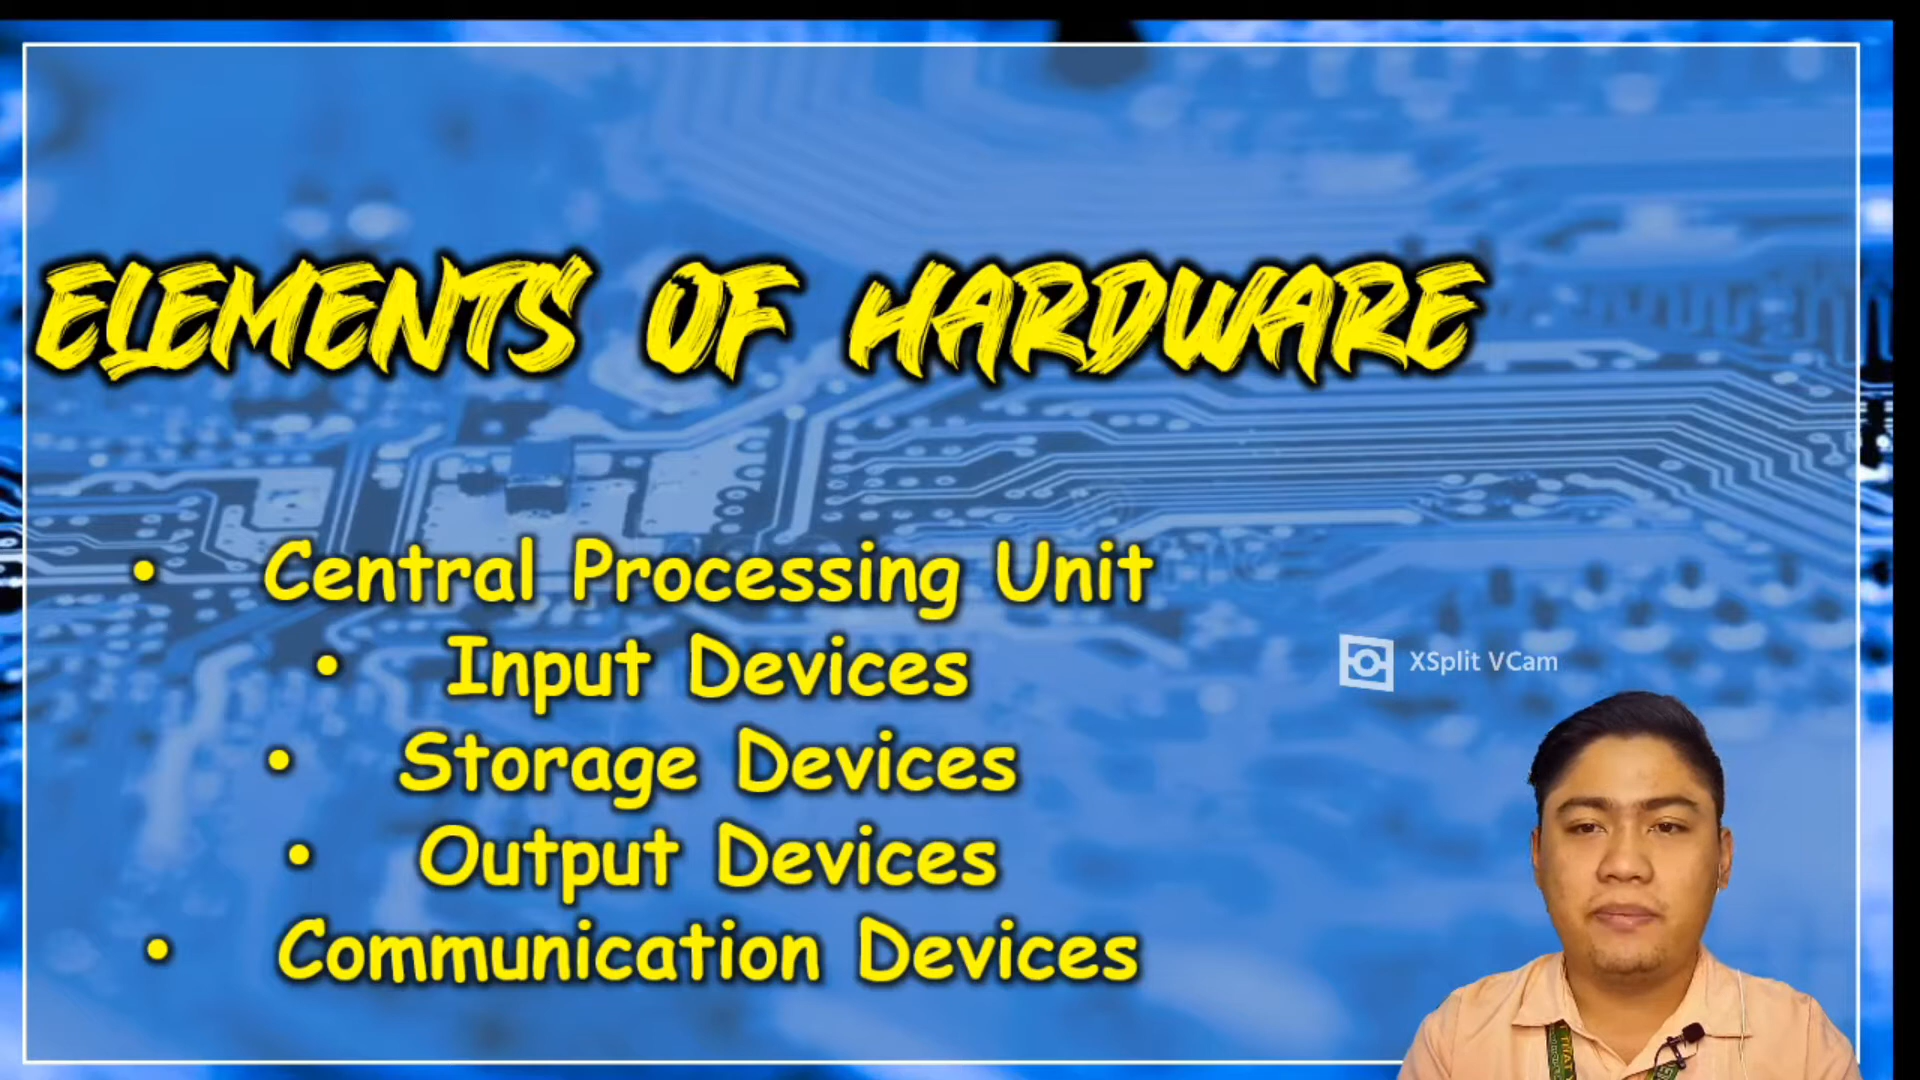 ELEMENTS OF HARDWARE
• Central Processing Unit
• Input Devices
• Storage Devices
• Output Devices
• Communication Devices
XSplit VCam